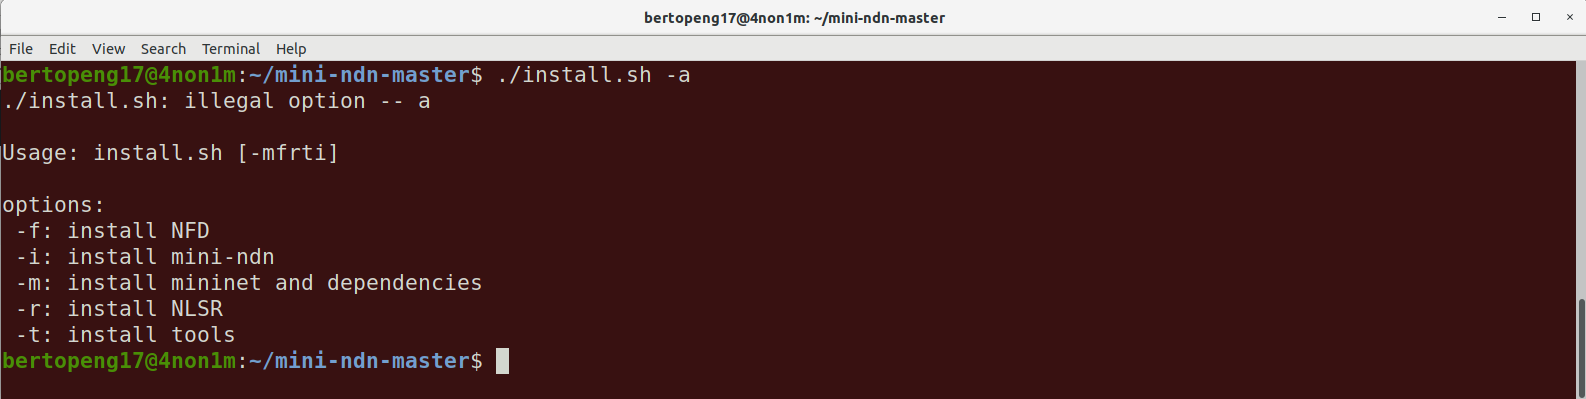 bertopeng17@4non1m: ~/mini-ndn-master
File Edit View Search Terminal Help
bertopeng17@4non1m:~/mini-ndn-master$ ./install.sh -a
./install.sh: illegal option -- a
Usage: install.sh [-mfrti]
options:
-f: install NFD
-i: install mini-ndn
-m: install mininet and dependencies
-r: install NLSR
-t: install tools
bertopeng17@4non1m:~/mini-ndn-master$